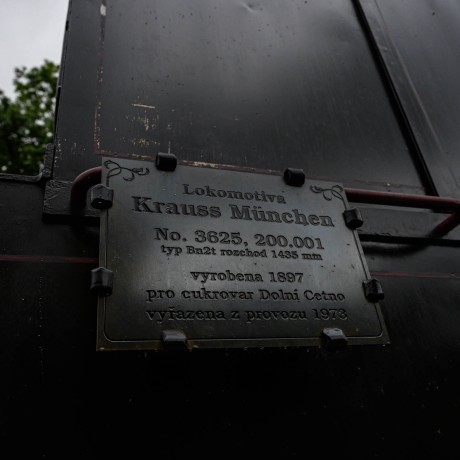 Lokomotiva
Krauss München
No. 3625, 200.001
typ Bn2t rozchod 1435 mm
vyrobena 1897
pro cukrovar Dolní Cetno
vyřazena z provozu 1973